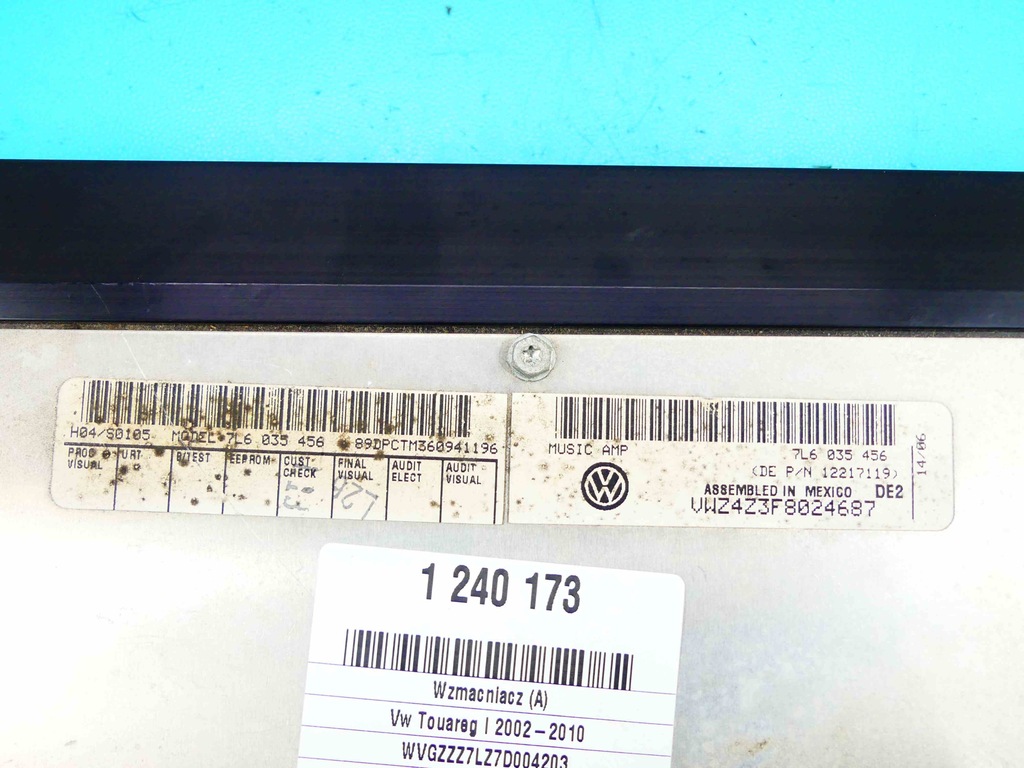 H04/S0105 MODEL 7L6 035 456 89DPCTM360941196
PROG VISUAL URT B/TEST EEPROM CUST CHECK FINAL VISUAL AUDIT ELECT AUDIT VISUAL
MUSIC AMP 7L6 035 456
(DE P/N 12217119)
ASSEMBLED IN MEXICO DE2
VWZ4Z3F8024687
14/06
1 240 173
Wzmacniacz (A)
Vw Touareg I 2002-2010
WVGZZZ7LZ7D004203